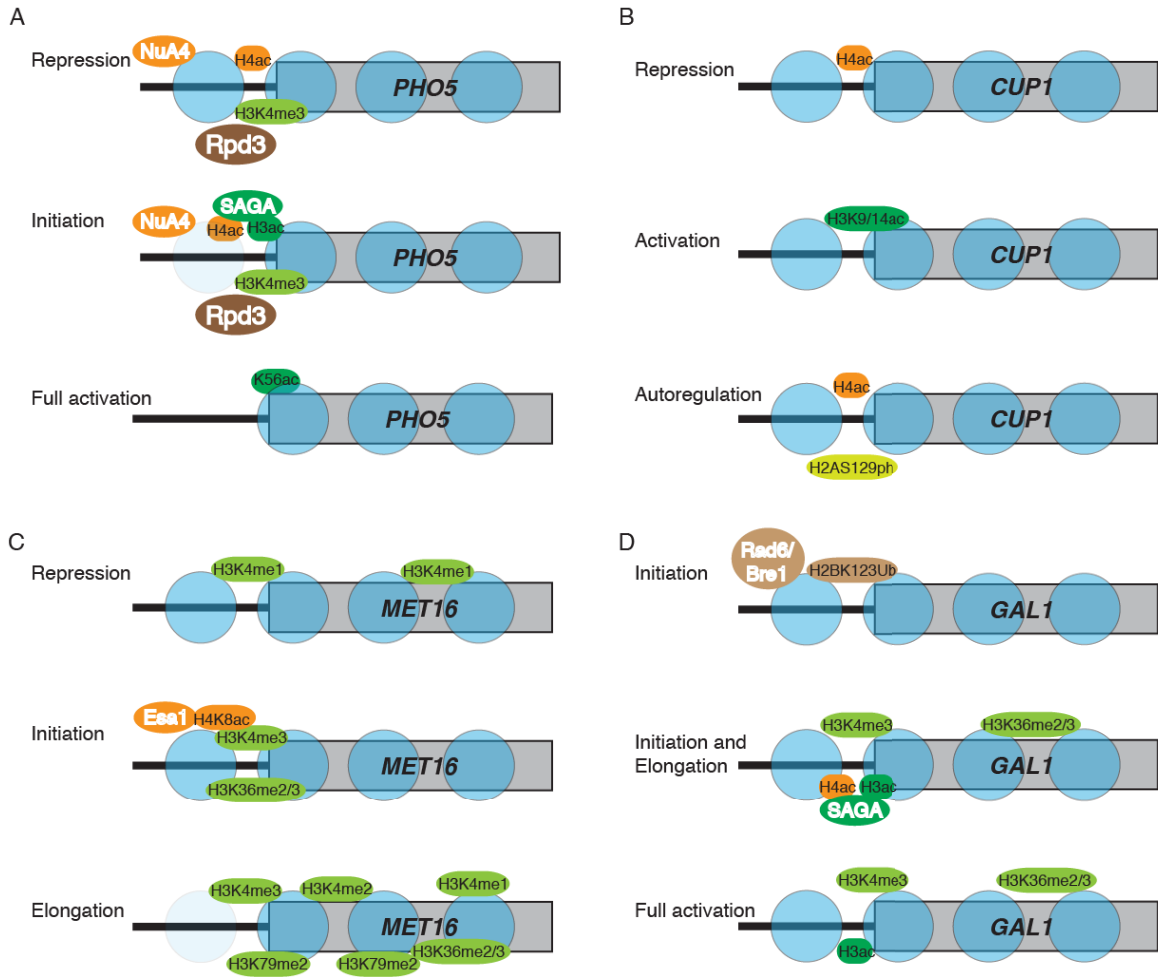 A
Repression
NuA4
H4ac
PHO5
H3K4me3
Rpd3
Initiation
SAGA
NuA4
H4ac
H3ac
PHO5
H3K4me3
Rpd3
Full activation
K56ac
PHO5
B
Repression
H4ac
CUP1
Activation
H3K9/14ac
CUP1
Autoregulation
H4ac
CUP1
H2AS129ph
C
Repression
H3K4me1
H3K4me1
MET16
Initiation
Esa1
H4K8ac
H3K4me3
MET16
H3K36me2/3
Elongation
H3K4me3
H3K4me2
H3K4me1
MET16
H3K36me2/3
H3K79me2
H3K79me2
D
Initiation
Rad6/
Bre1
H2BK123Ub
GAL1
Initiation and
Elongation
H3K4me3
H3K36me2/3
GAL1
H4ac
H3ac
SAGA
Full activation
H3K4me3
H3K36me2/3
GAL1
H3ac